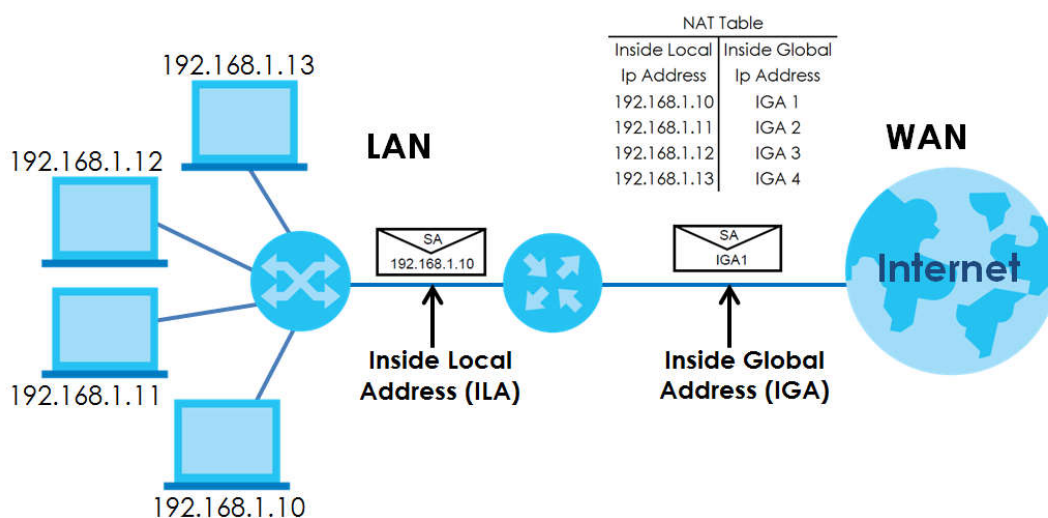 NAT Table
Inside Local Inside Global
Ip Address Ip Address
192.168.1.10 IGA 1
192.168.1.11 IGA 2
192.168.1.12 IGA 3
192.168.1.13 IGA 4
192.168.1.13
192.168.1.12
192.168.1.11
192.168.1.10
LAN
WAN
SA
192.168.1.10
SA
IGA1
Internet
Inside Local
Address (ILA)
Inside Global
Address (IGA)